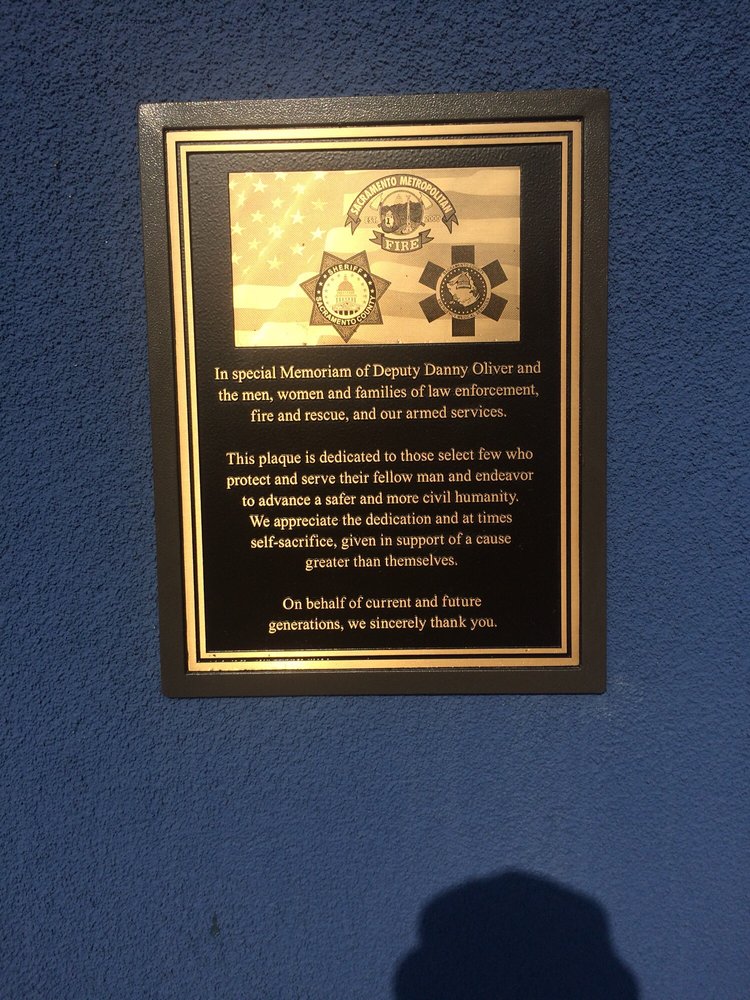 SACRAMENTO METROPOLITAN
EST. 2000
FIRE
SHERIFF
SACRAMENTO COUNTY
In special Memoriam of Deputy Danny Oliver and
the men, women and families of law enforcement,
fire and rescue, and our armed services.
This plaque is dedicated to those select few who
protect and serve their fellow man and endeavor
to advance a safer and more civil humanity.
We appreciate the dedication and at times
self-sacrifice, given in support of a cause
greater than themselves.
On behalf of current and future
generations, we sincerely thank you.